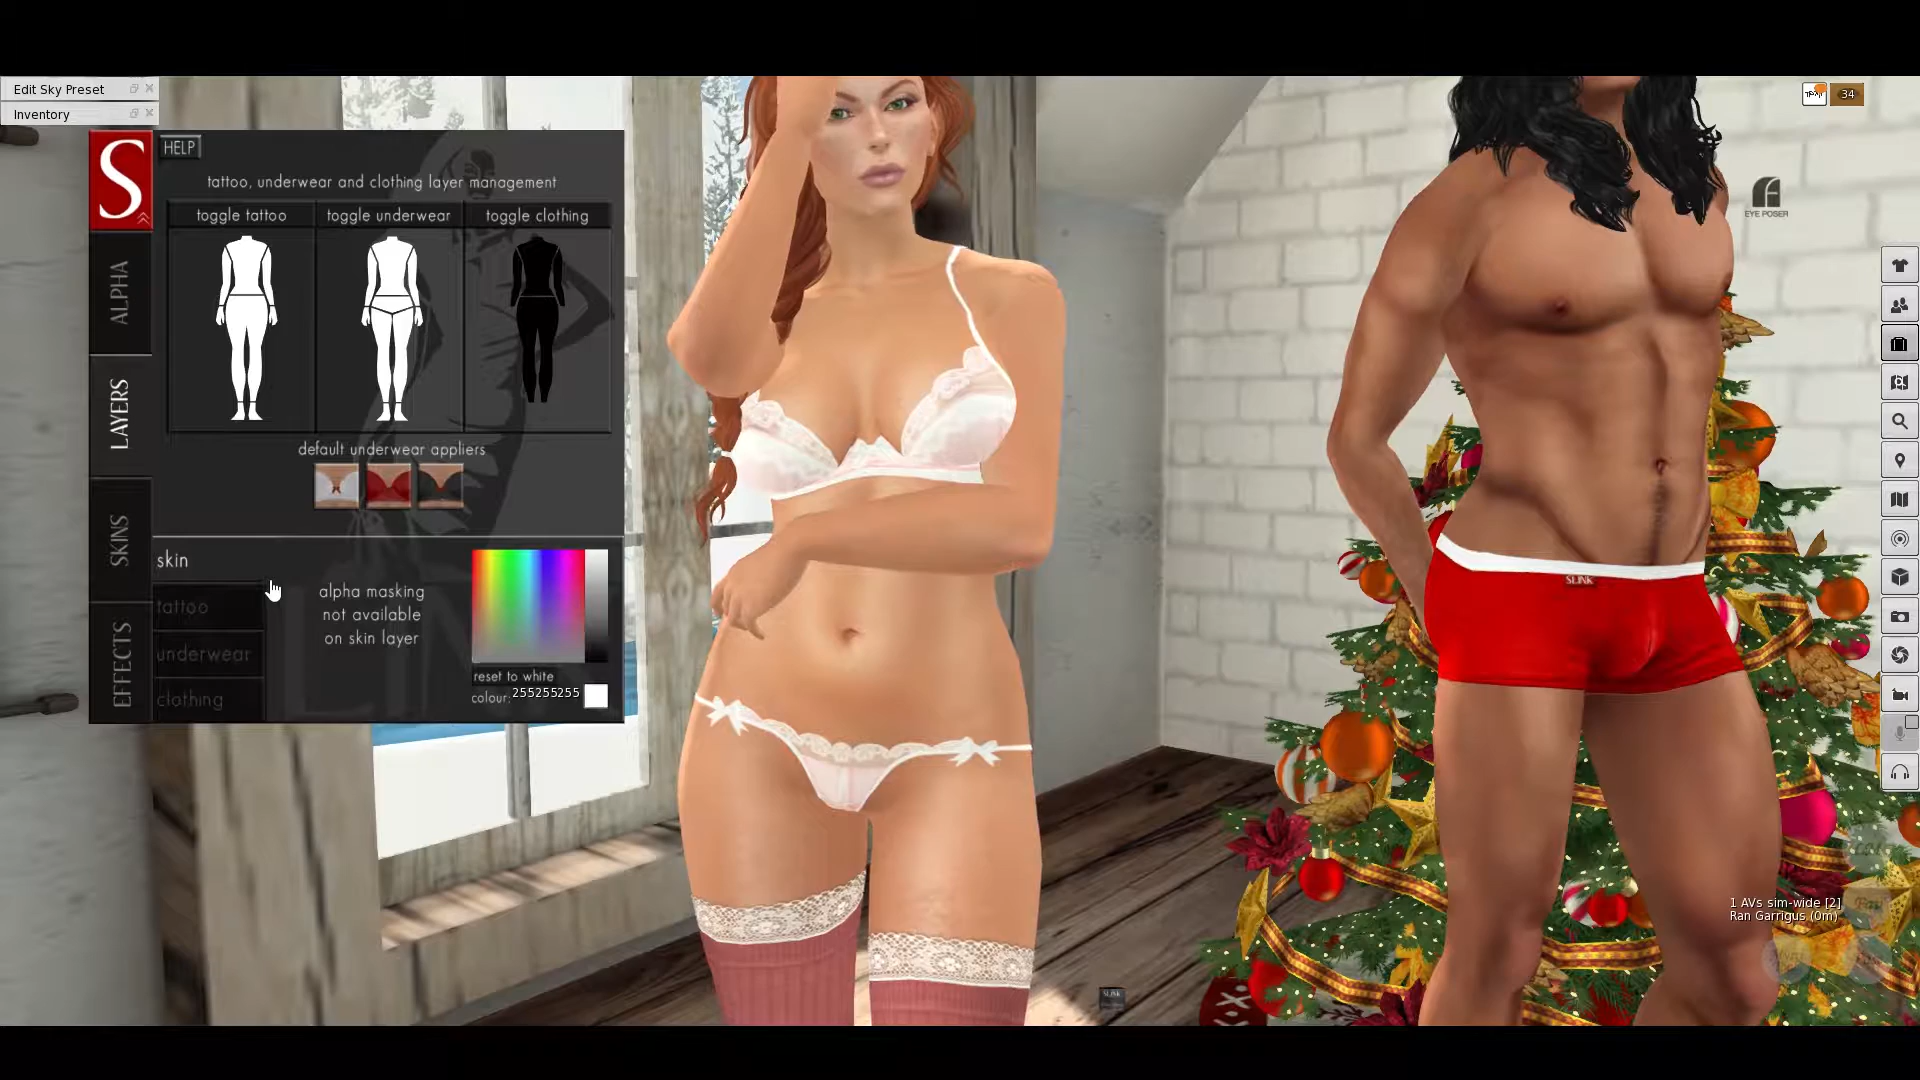 Edit Sky Preset
Inventory
34
S
HELP
tattoo, underwear and clothing layer management
toggle tattoo
toggle underwear
toggle clothing
ALPHA
LAYERS
SKINS
EFFECTS
default underwear appliers
skin
tattoo
underwear
clothing
alpha masking
not available
on skin layer
reset to white
colour: 255255255
EYE POSER
SLINK
1 AVs sim-wide [2]
Ran Garrigus (0m)
SLINK